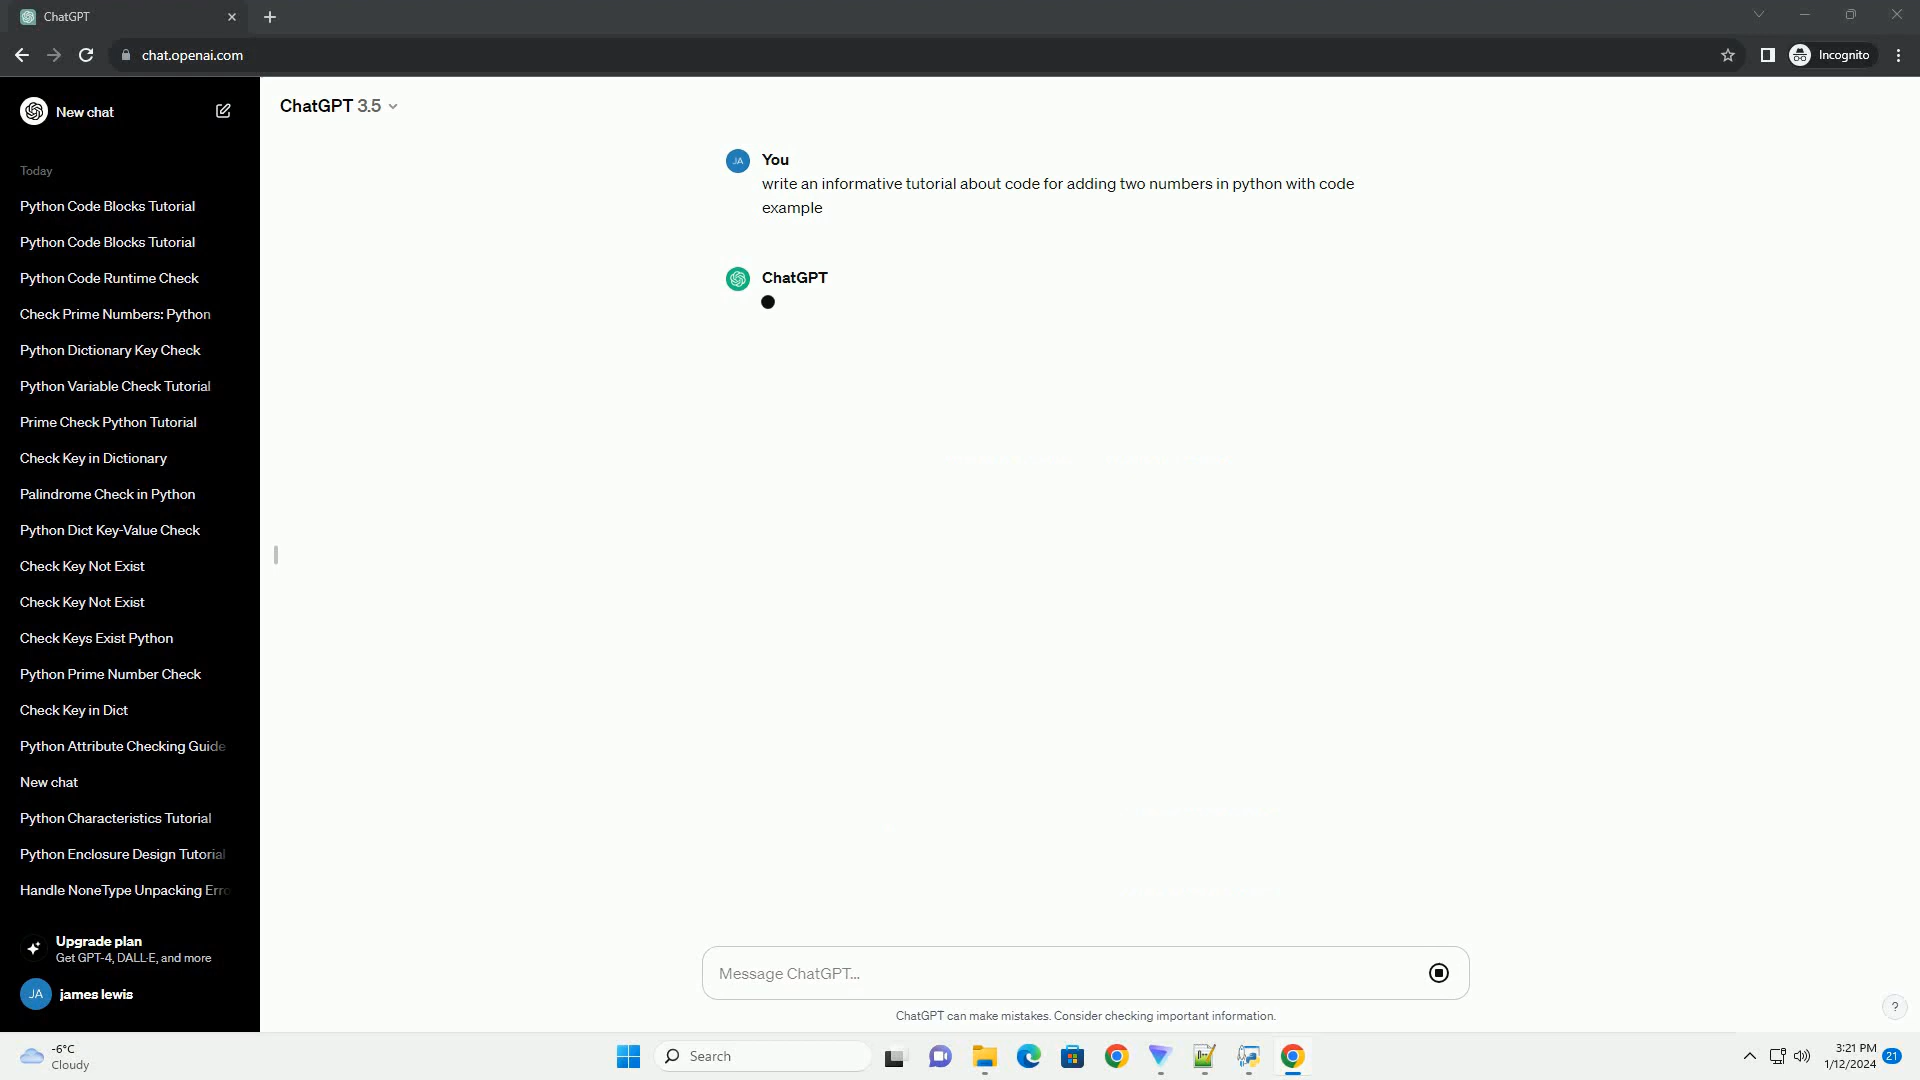 ChatGPT
chat.openai.com
Incognito
New chat
ChatGPT 3.5
Today
Python Code Blocks Tutorial
Python Code Blocks Tutorial
Python Code Runtime Check
Check Prime Numbers: Python
Python Dictionary Key Check
Python Variable Check Tutorial
Prime Check Python Tutorial
Check Key in Dictionary
Palindrome Check in Python
Python Dict Key-Value Check
Check Key Not Exist
Check Key Not Exist
Check Keys Exist Python
Python Prime Number Check
Check Key in Dict
Python Attribute Checking Guide
New chat
Python Characteristics Tutorial
Python Enclosure Design Tutorial
Handle NoneType Unpacking Erro
Upgrade plan
Get GPT-4, DALL·E, and more
JA
james lewis
JA
You
write an informative tutorial about code for adding two numbers in python with code
example
ChatGPT
Message ChatGPT...
ChatGPT can make mistakes. Consider checking important information.
?
-6°C
Cloudy
Search
3:21 PM
1/12/2024
21